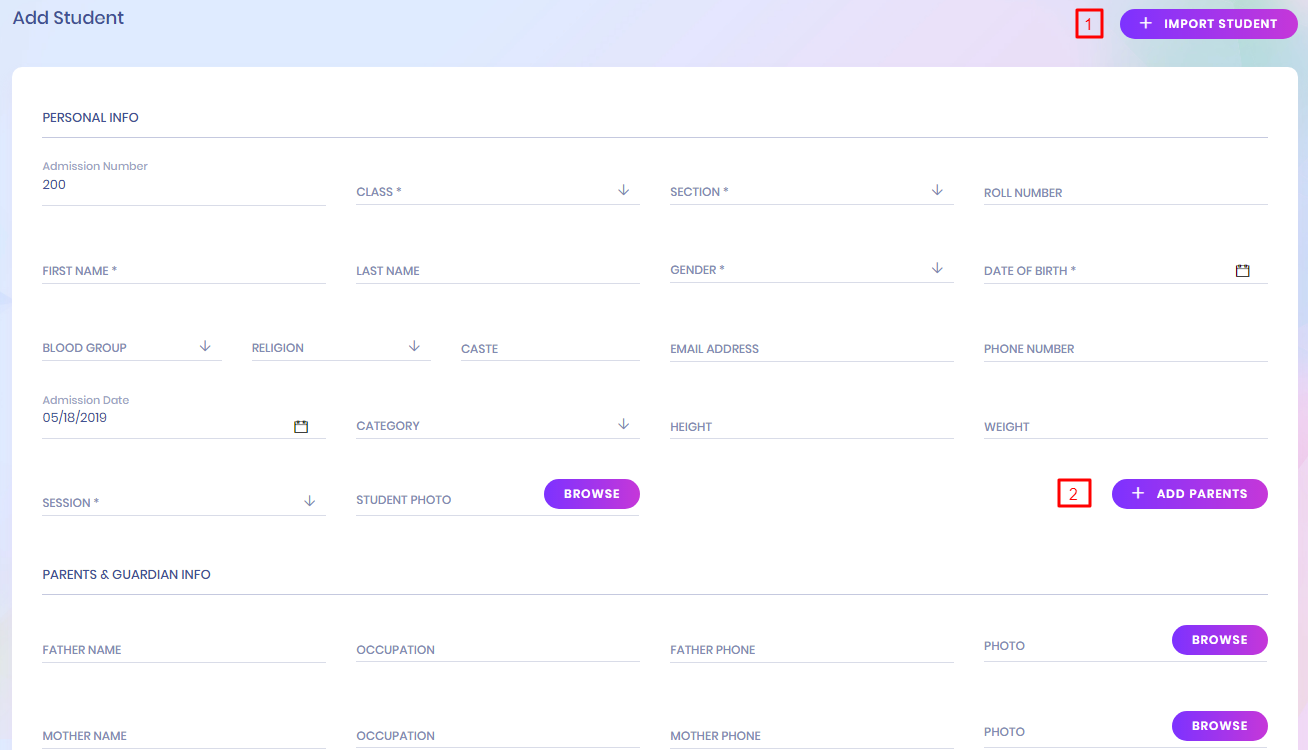 Add Student
1
+ IMPORT STUDENT
PERSONAL INFO
Admission Number
200
CLASS *
SECTION *
ROLL NUMBER
FIRST NAME *
LAST NAME
GENDER *
DATE OF BIRTH *
BLOOD GROUP
RELIGION
CASTE
EMAIL ADDRESS
PHONE NUMBER
Admission Date
05/18/2019
CATEGORY
HEIGHT
WEIGHT
SESSION *
STUDENT PHOTO
BROWSE
2
+ ADD PARENTS
PARENTS & GUARDIAN INFO
FATHER NAME
OCCUPATION
FATHER PHONE
PHOTO
BROWSE
MOTHER NAME
OCCUPATION
MOTHER PHONE
PHOTO
BROWSE